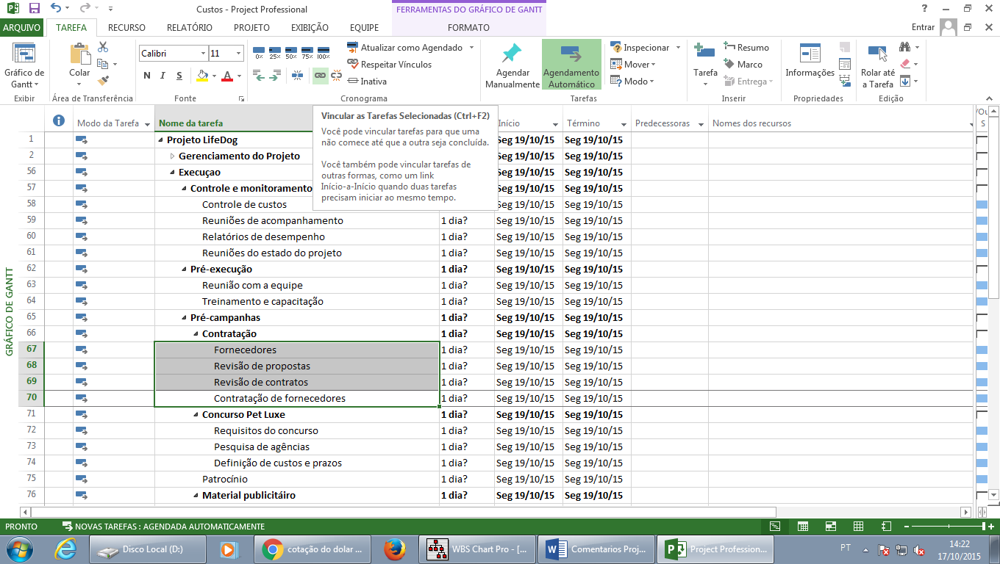 Custos - Project Professional
FERRAMENTAS DO GRÁFICO DE GANTT
ARQUIVO TAREFA RECURSO RELATÓRIO PROJETO EXIBIÇÃO EQUIPE FORMATO Entrar
Gráfico de Gantt
Exibir
Colar
Área de Transferência
Calibri 11
N I S A
Fonte
0% 25% 50% 75% 100%
Atualizar como Agendado
Respeitar Vínculos
Inativa
Cronograma
Agendar Manualmente
Agendamento Automático
Inspecionar
Mover
Modo
Tarefas
Tarefa
Resumo
Marco
Entrega
Inserir
Informações
Propriedades
Rolar até a Tarefa
Edição
Modo da Tarefa Nome da tarefa Início Término Predecessoras Nomes dos recursos
S
Vincular as Tarefas Selecionadas (Ctrl+F2)
Você pode vincular tarefas para que uma
não comece até que a outra seja concluída.
Você também pode vincular tarefas de
outras formas, como um link
Início-a-Início quando duas tarefas
precisam iniciar ao mesmo tempo.
1 Projeto LifeDog Seg 19/10/15 Seg 19/10/15
2 Gerenciamento do Projeto Seg 19/10/15 Seg 19/10/15
56 Execuçao Seg 19/10/15 Seg 19/10/15
57 Controle e monitoramento Seg 19/10/15 Seg 19/10/15
58 Controle de custos Seg 19/10/15 Seg 19/10/15
59 Reuniões de acompanhamento 1 dia? Seg 19/10/15 Seg 19/10/15
60 Relatórios de desempenho 1 dia? Seg 19/10/15 Seg 19/10/15
61 Reuniões do estado do projeto 1 dia? Seg 19/10/15 Seg 19/10/15
62 Pré-execução 1 dia? Seg 19/10/15 Seg 19/10/15
63 Reunião com a equipe 1 dia? Seg 19/10/15 Seg 19/10/15
64 Treinamento e capacitação 1 dia? Seg 19/10/15 Seg 19/10/15
65 Pré-campanhas 1 dia? Seg 19/10/15 Seg 19/10/15
66 Contratação 1 dia? Seg 19/10/15 Seg 19/10/15
67 Fornecedores 1 dia? Seg 19/10/15 Seg 19/10/15
68 Revisão de propostas 1 dia? Seg 19/10/15 Seg 19/10/15
69 Revisão de contratos 1 dia? Seg 19/10/15 Seg 19/10/15
70 Contratação de fornecedores 1 dia? Seg 19/10/15 Seg 19/10/15
71 Concurso Pet Luxe 1 dia? Seg 19/10/15 Seg 19/10/15
72 Requisitos do concurso 1 dia? Seg 19/10/15 Seg 19/10/15
73 Pesquisa de agências 1 dia? Seg 19/10/15 Seg 19/10/15
74 Definição de custos e prazos 1 dia? Seg 19/10/15 Seg 19/10/15
75 Patrocínio 1 dia? Seg 19/10/15 Seg 19/10/15
76 Material publicitáiro 1 dia? Seg 19/10/15 Seg 19/10/15
GRÁFICO DE GANTT
PRONTO NOVAS TAREFAS : AGENDADA AUTOMATICAMENTE
Disco Local (D:) cotação do dolar ... WBS Chart Pro - [... Comentarios Proj... Project Profession... PT 14:22
17/10/2015